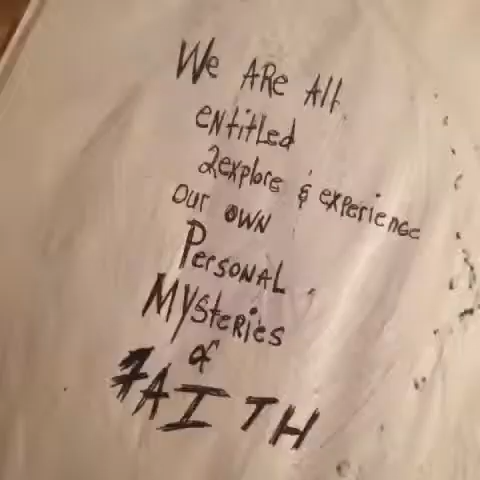 We ARe All
eNtitLed
2explore & experience
our OWN
PersonAL
MYSteRies
of
FAITH